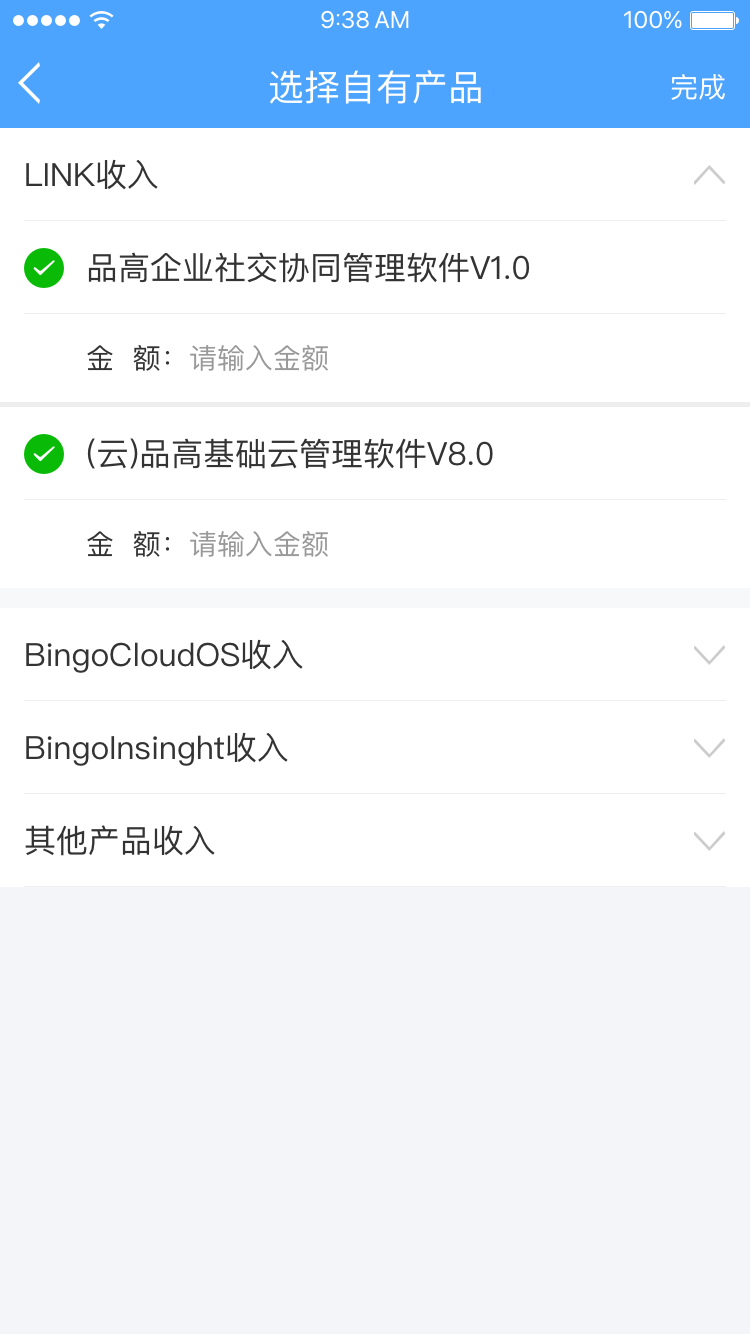 9:38 AM 100%
选择自有产品 完成
LINK收入
品高企业社交协同管理软件V1.0
金 额: 请输入金额
(云)品高基础云管理软件V8.0
金 额: 请输入金额
BingoCloudOS收入
BingoInsinght收入
其他产品收入